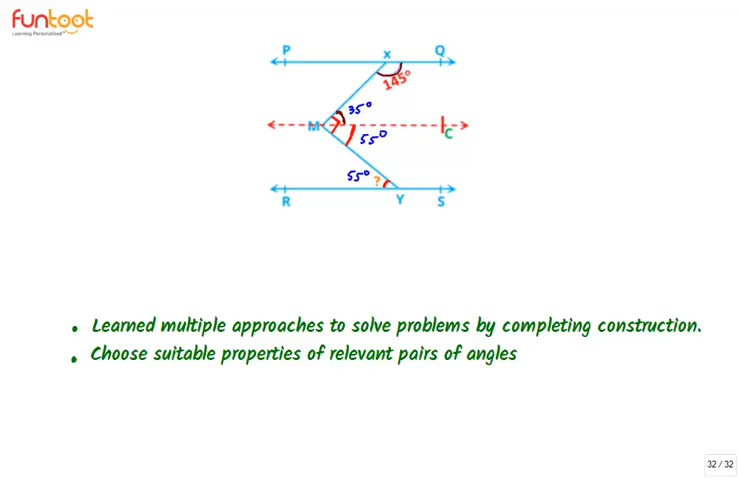 funtoot
Learning Personalized
P X Q
145°
35°
M C
55°
55° ?
R Y S
• Learned multiple approaches to solve problems by completing construction.
• Choose suitable properties of relevant pairs of angles
32 / 32